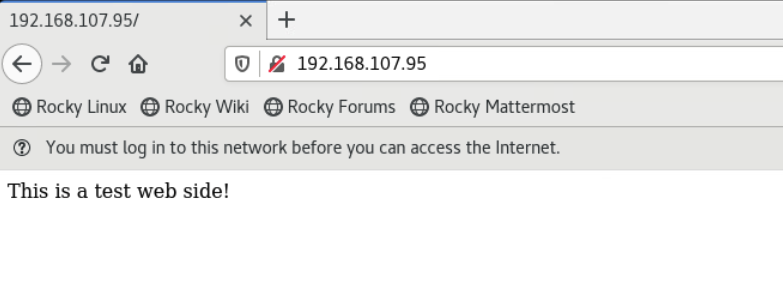 192.168.107.95/
192.168.107.95
Rocky Linux Rocky Wiki Rocky Forums Rocky Mattermost
You must log in to this network before you can access the Internet.
This is a test web side!